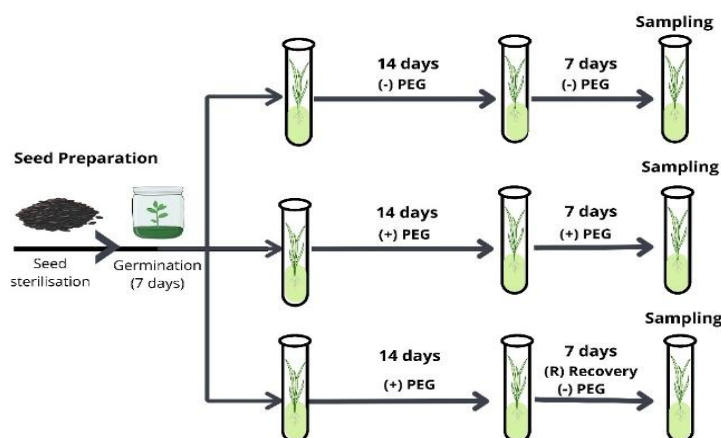 Seed Preparation
Seed
sterilisation
Germination
(7 days)
14 days
(-) PEG
7 days
(-) PEG
Sampling
14 days
(+) PEG
7 days
(+) PEG
Sampling
14 days
(+) PEG
7 days
(R) Recovery
(-) PEG
Sampling